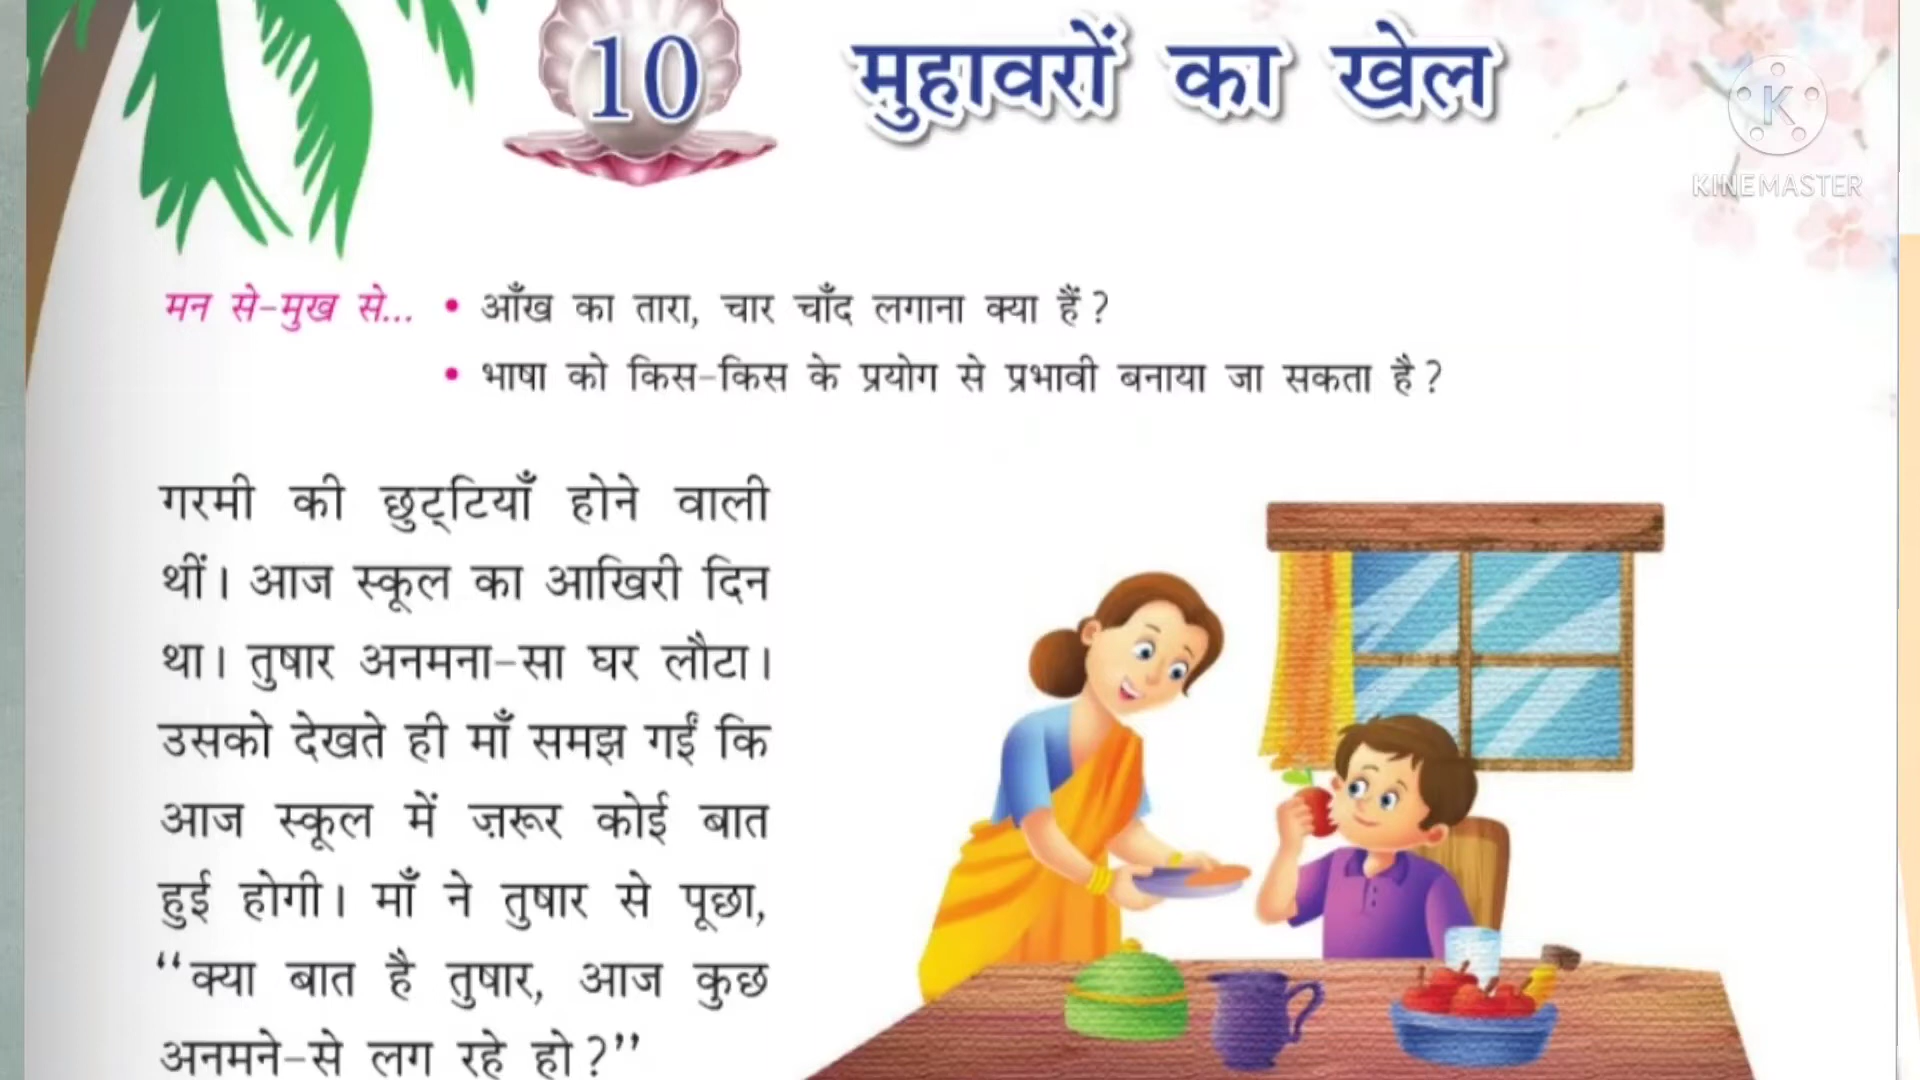 10 मुहावरों का खेल
KINEMASTER
मन से-मुख से... • आँख का तारा, चार चाँद लगाना क्या हैं?
• भाषा को किस-किस के प्रयोग से प्रभावी बनाया जा सकता है?
गरमी की छुट्टियाँ होने वाली
थीं। आज स्कूल का आखिरी दिन
था। तुषार अनमना-सा घर लौटा।
उसको देखते ही माँ समझ गईं कि
आज स्कूल में ज़रूर कोई बात
हुई होगी। माँ ने तुषार से पूछा,
“क्या बात है तुषार, आज कुछ
अनमने-से लग रहे हो?”